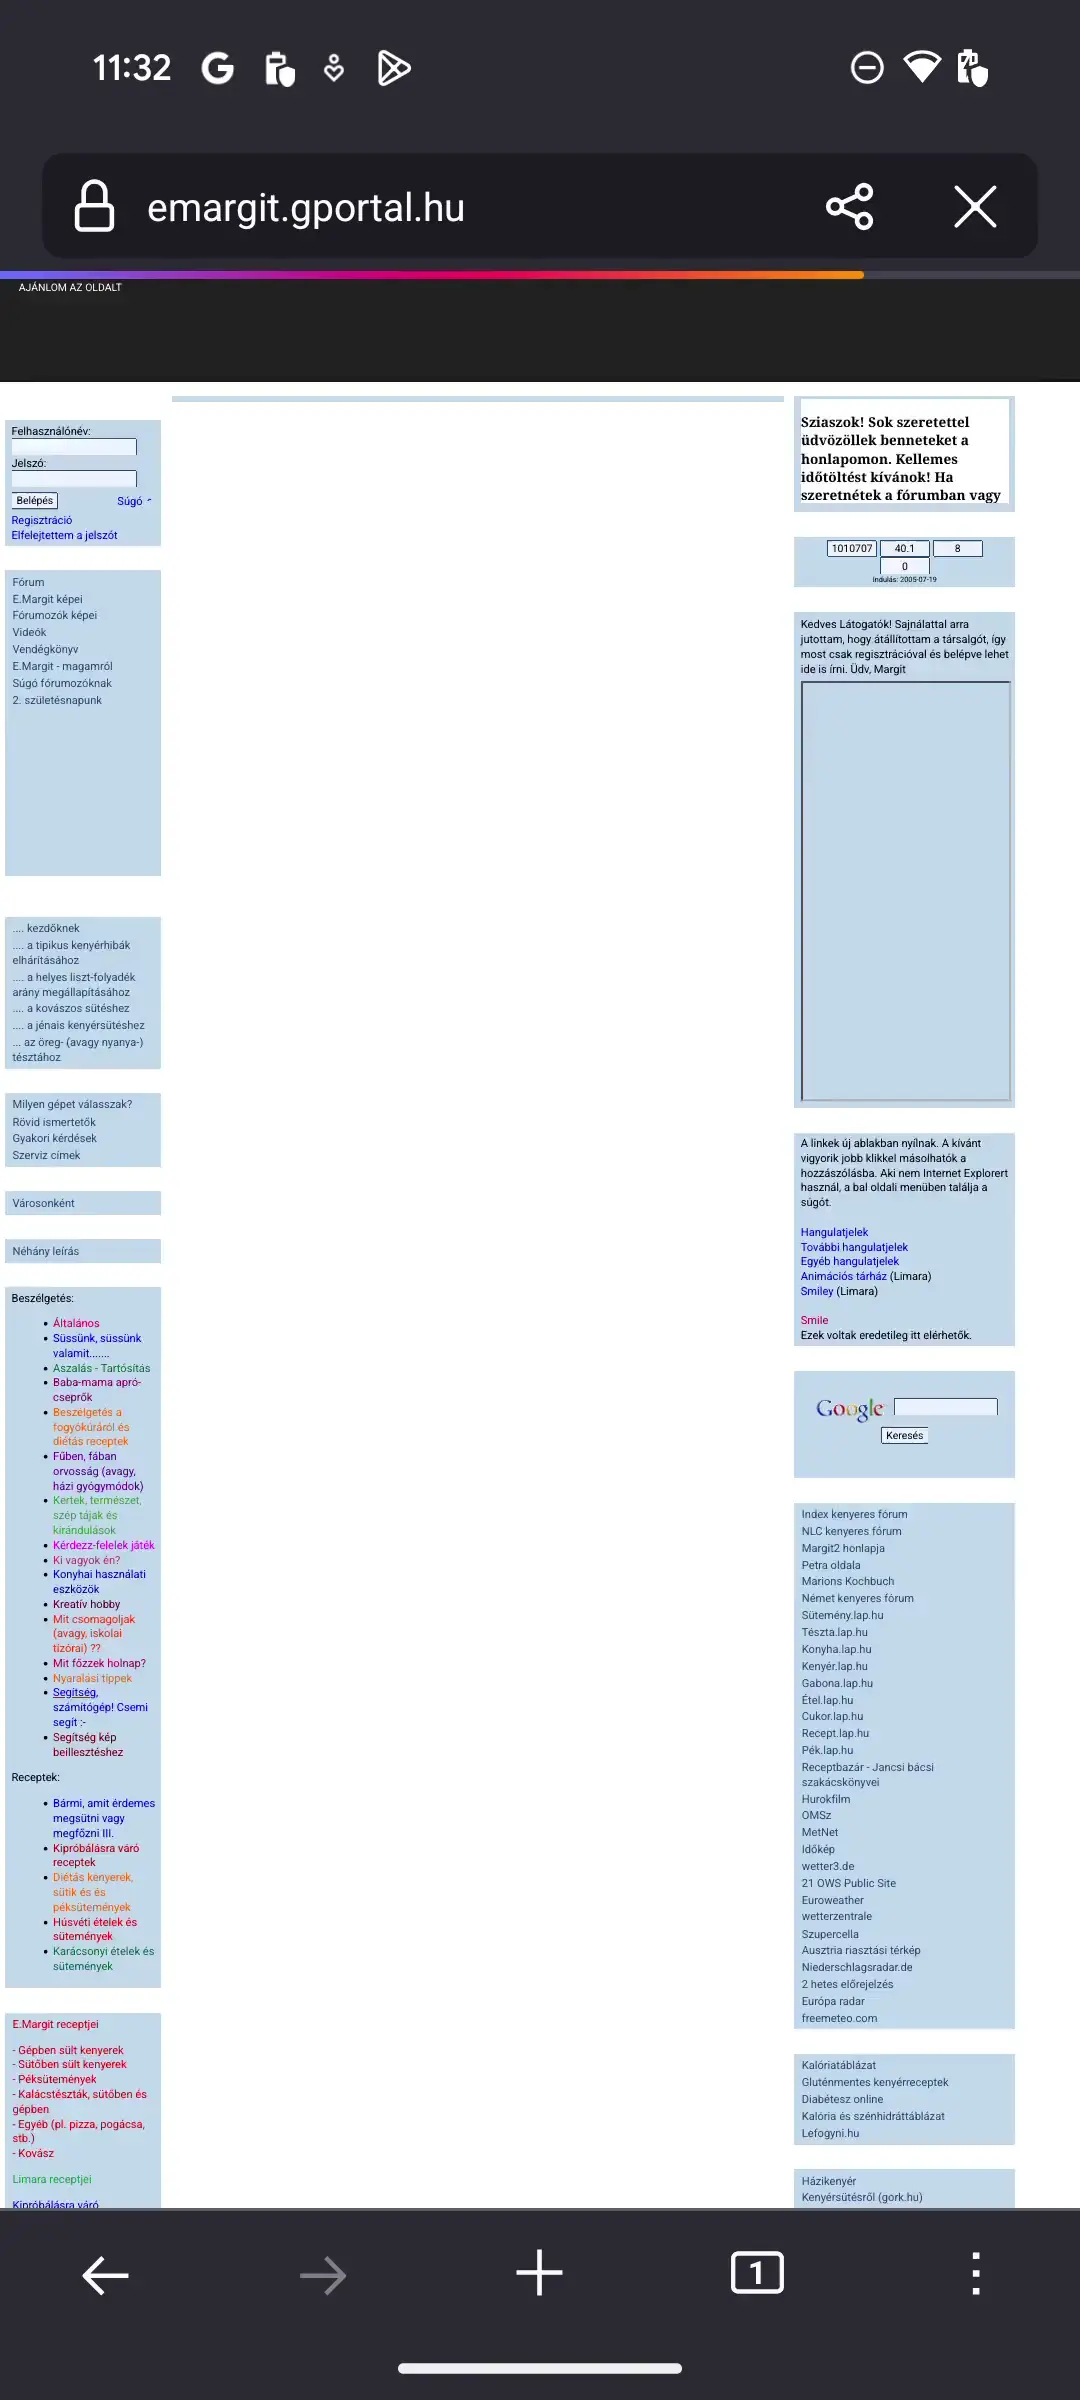 11:32
emargit.gportal.hu
AJÁNLOM AZ OLDALT
Felhasználónév:
Jelszó:
Belépés
Súgó
Regisztráció
Elfelejtettem a jelszót
Fórum
E.Margit képei
Fórumozók képei
Videók
Vendégkönyv
E.Margit - magamról
Súgó fórumozóknak
2. születésnapunk
.... kezdőknek
.... a tipikus kenyérhibák
elhárításához
.... a helyes liszt-folyadék
arány megállapításához
.... a kovászos sütéshez
.... a jénais kenyérsütéshez
... az öreg- (avagy nyanya-)
tésztához
Milyen gépet válasszak?
Rövid ismertetők
Gyakori kérdések
Szerviz címek
Városonként
Néhány leírás
Beszélgetés:
• Általános
• Süssünk, süssünk
valamit.......
• Aszalás - Tartósítás
• Baba-mama apró-
cseprők
• Beszélgetés a
fogyókúráról és
diétás receptek
• Fűben, fában
orvosság (avagy,
házi gyógymódok)
• Kertek, természet,
szép tájak és
kirándulások
• Kérdezz-felelek játék
• Ki vagyok én?
• Konyhai használati
eszközök
• Kreatív hobby
• Mit csomagoljak
(avagy, iskolai
tízórai) ??
• Mit főzzek holnap?
• Nyaralási tippek
• Segítség,
számítógép! Csemi
segít :-
• Segítség kép
beillesztéshez
Receptek:
• Bármi, amit érdemes
megsütni vagy
megfőzni III.
• Kipróbálásra váró
receptek
• Diétás kenyerek,
sütik és és
péksütemények
• Húsvéti ételek és
sütemények
• Karácsonyi ételek és
sütemények
E.Margit receptjei
- Gépben sült kenyerek
- Sütőben sült kenyerek
- Péksütemények
- Kalácstészták, sütőben és
gépben
- Egyéb (pl. pizza, pogácsa,
stb.)
- Kovász
Limara receptjei
Kipróbálásra váró
Sziaszok! Sok szeretettel
üdvözöllek benneteket a
honlapomon. Kellemes
időtöltést kívánok! Ha
szeretnétek a fórumban vagy
1010707 40.1 8
0
Indulás: 2005-07-19
Kedves Látogatók! Sajnálattal arra
jutottam, hogy átállítottam a társalgót, így
most csak regisztrációval és belépve lehet
ide is írni. Üdv, Margit
A linkek új ablakban nyílnak. A kívánt
vigyorik jobb klikkel másolhatók a
hozzászólásba. Aki nem Internet Explorert
használ, a bal oldali menüben találja a
súgót.
Hangulatjelek
További hangulatjelek
Egyéb hangulatjelek
Animációs tárház (Limara)
Smiley (Limara)
Smile
Ezek voltak eredetileg itt elérhetők.
Google
Keresés
Index kenyeres fórum
NLC kenyeres fórum
Margit2 honlapja
Petra oldala
Marions Kochbuch
Német kenyeres fórum
Sütemény.lap.hu
Tészta.lap.hu
Konyha.lap.hu
Kenyér.lap.hu
Gabona.lap.hu
Étel.lap.hu
Cukor.lap.hu
Recept.lap.hu
Pék.lap.hu
Receptbazár - Jancsi bácsi
szakácskönyvei
Hurokfilm
OMSz
MetNet
Időkép
wetter3.de
21 OWS Public Site
Euroweather
wetterzentrale
Szupercella
Ausztria riasztási térkép
Niederschlagsradar.de
2 hetes előrejelzés
Európa radar
freemeteo.com
Kalóriatáblázat
Gluténmentes kenyérreceptek
Diabétesz online
Kalória és szénhidráttáblázat
Lefogyni.hu
Házikenyér
Kenyérsütésről (gork.hu)
1